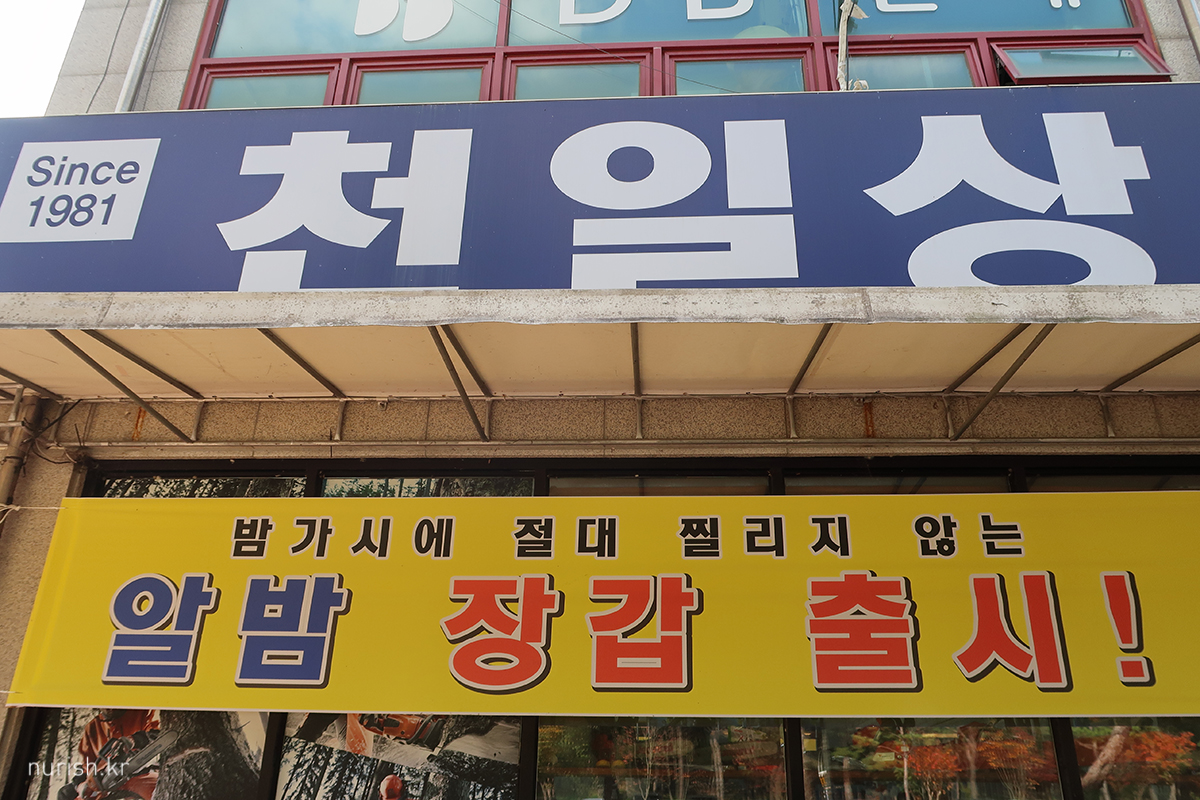 Since
1981
천일상
밤가시에 절대 찔리지 않는
알밤 장갑 출시!
nurish.kr